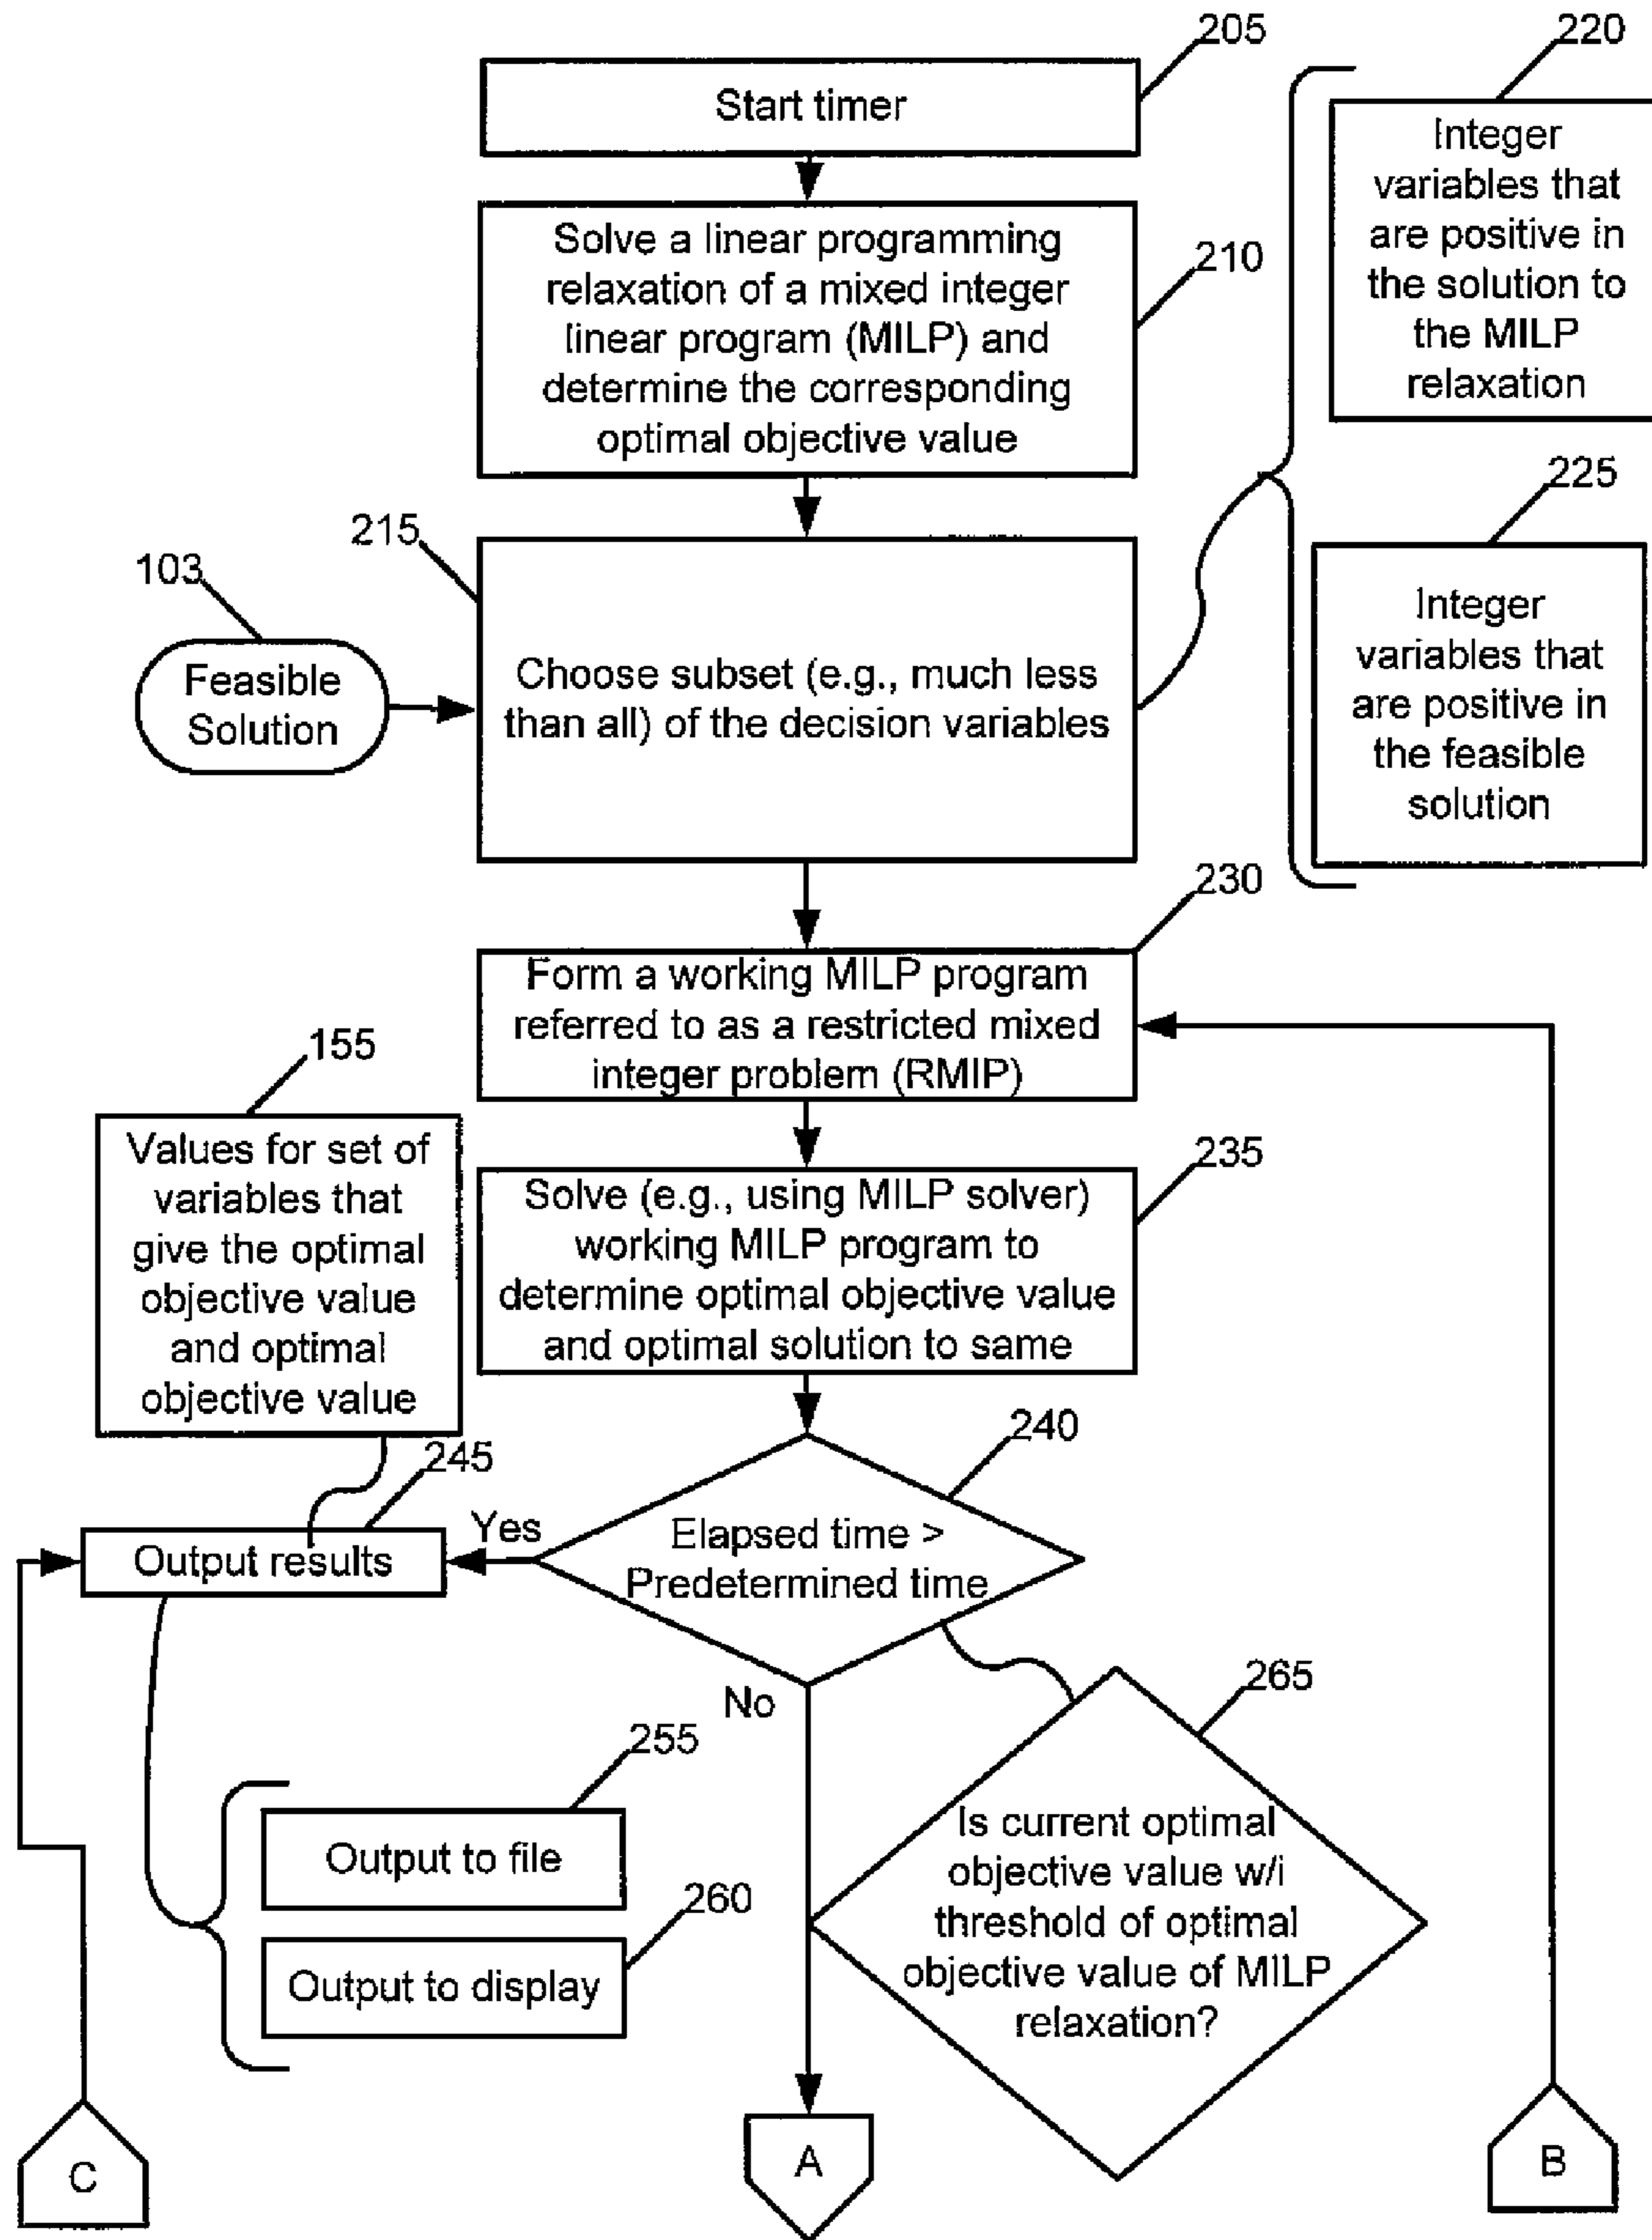 205
Start timer
220
Integer
variables that
are positive in
the solution to
the MILP
relaxation
210
Solve a linear programming
relaxation of a mixed integer
linear program (MILP) and
determine the corresponding
optimal objective value
225
Integer
variables that
are positive in
the feasible
solution
215
103
Feasible
Solution
Choose subset (e.g., much less
than all) of the decision variables
230
Form a working MILP program
referred to as a restricted mixed
integer problem (RMIP)
155
Values for set of
variables that
give the optimal
objective value
and optimal
objective value
235
Solve (e.g., using MILP solver)
working MILP program to
determine optimal objective value
and optimal solution to same
240
Elapsed time >
Predetermined time
Yes
245
Output results
No
265
Is current optimal
objective value w/i
threshold of optimal
objective value of MILP
relaxation?
255
Output to file
260
Output to display
C
A
B